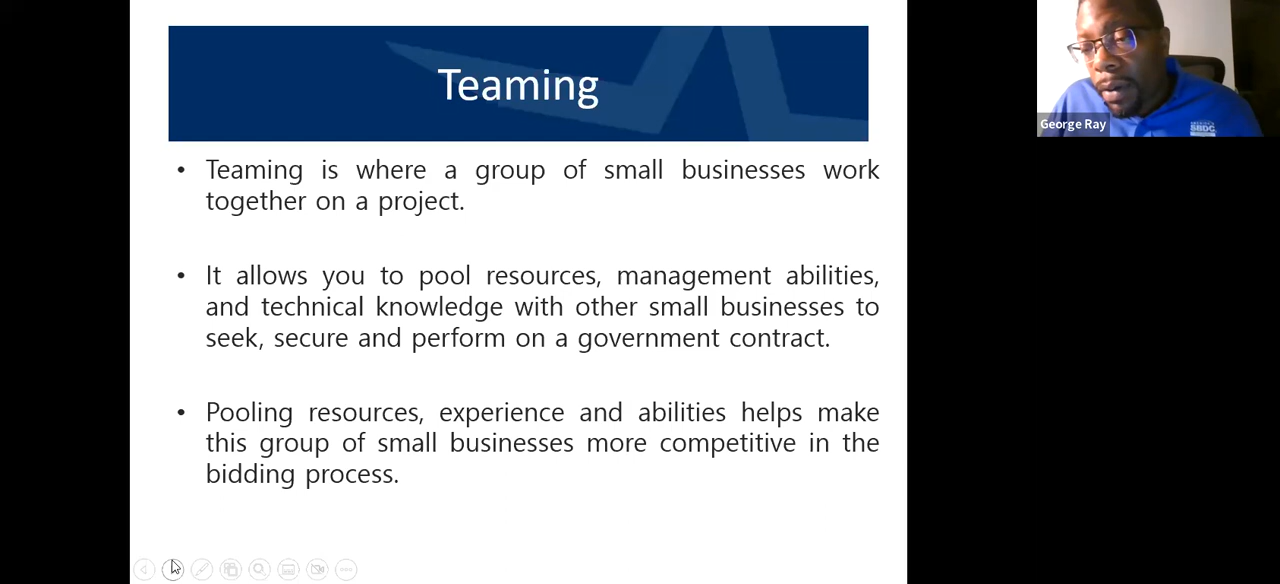 Teaming
• Teaming is where a group of small businesses work
together on a project.
• It allows you to pool resources, management abilities,
and technical knowledge with other small businesses to
seek, secure and perform on a government contract.
• Pooling resources, experience and abilities helps make
this group of small businesses more competitive in the
bidding process.
George Ray
SBDC